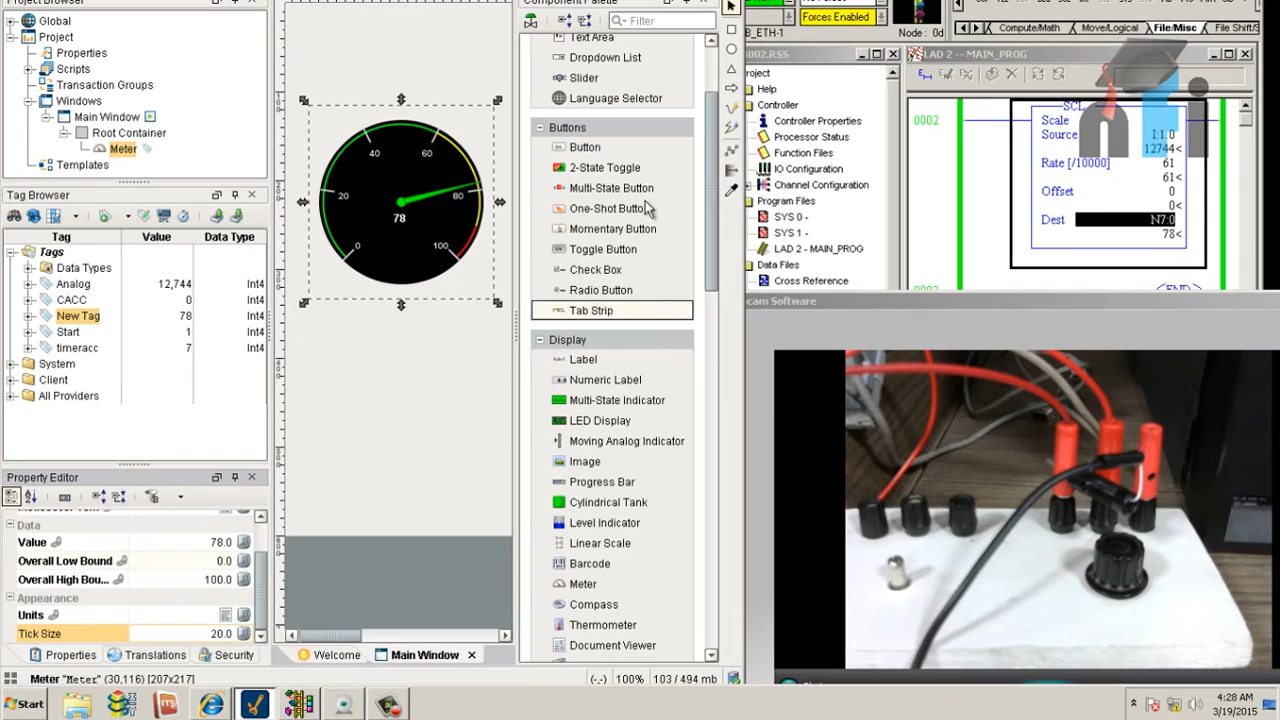 Project Browser
Global
Project
Properties
Scripts
Transaction Groups
Windows
Main Window
Root Container
Meter
Templates
Tag Browser
Tag Value Data Type
Tags
Data Types
Analog 12,744 Int4
CACC 0 Int4
New Tag 78 Int4
Start 1 Int4
timeracc 7 Int4
System
Client
All Providers
Property Editor
Data
Value 78.0
Overall Low Bound 0.0
Overall High Bou... 100.0
Appearance
Units
Tick Size 20.0
Properties Translations Security
Meter "Meter" (30,116) [207x217]
0
20
40
60
80
100
78
Welcome Main Window
Component Palette
Filter
Text Area
Dropdown List
Slider
Language Selector
Buttons
Button
2-State Toggle
Multi-State Button
One-Shot Button
Momentary Button
Toggle Button
Check Box
Radio Button
Tab Strip
Display
Label
Numeric Label
Multi-State Indicator
LED Display
Moving Analog Indicator
Image
Progress Bar
Cylindrical Tank
Level Indicator
Linear Scale
Barcode
Meter
Compass
Thermometer
Document Viewer
(-,-) 100% 103 / 494 mb
Forces Enabled
B_ETH-1 Node : 0d
Compute/Math Move/Logical File/Misc File Shift/S
002.RSS
roject
Help
Controller
Controller Properties
Processor Status
Function Files
IO Configuration
Channel Configuration
Program Files
SYS 0 -
SYS 1 -
LAD 2 - MAIN_PROG
Data Files
Cross Reference
LAD 2 -- MAIN_PROG
0002
SCL
Scale
Source I:1.0
12744<
Rate [/10000] 61
61<
Offset 0
0<
Dest N7:0
78<
<END>
cam Software
Start
4:28 AM
3/19/2015